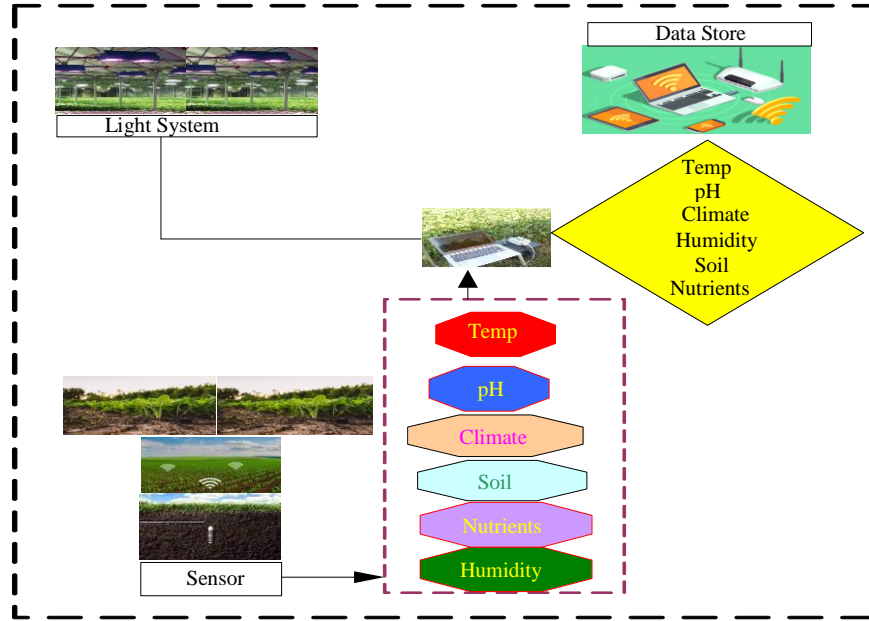 Data Store
Light System
Temp
pH
Climate
Humidity
Soil
Nutrients
Temp
pH
Climate
Soil
Nutrients
Humidity
Sensor